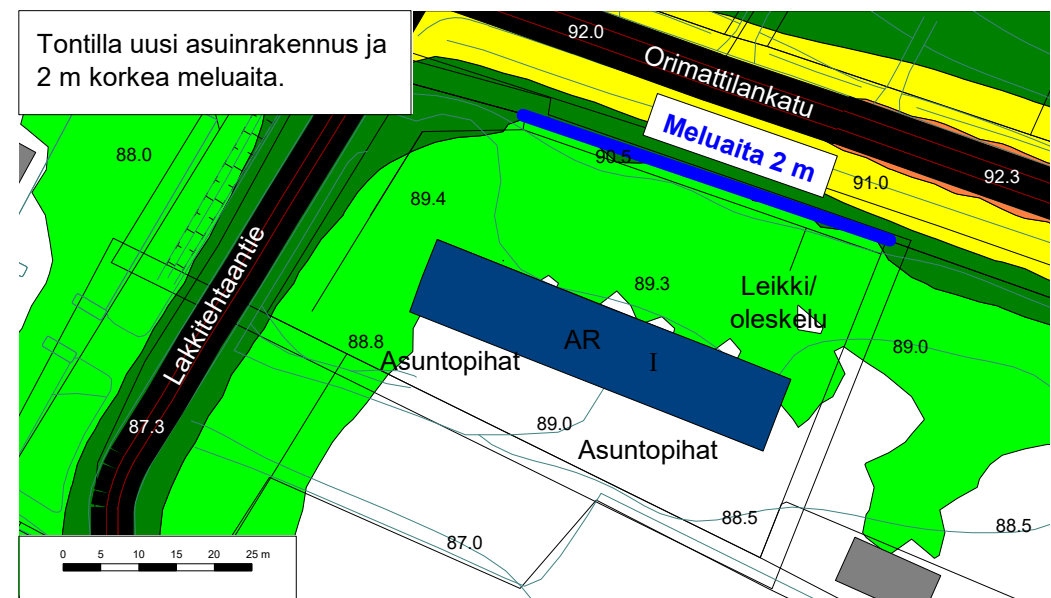 Tontilla uusi asuinrakennus ja
2 m korkea meluaita.
92.0
Orimattilankatu
92.3
Meluaita 2 m
90.5
91.0
88.0
89.4
Lakkitehtaantie
89.3
Leikki/
oleskelu
88.8
89.0
AR
I
Asuntopihat
87.3
89.0
Asuntopihat
88.5
88.5
87.0
0 5 10 15 20 25 m